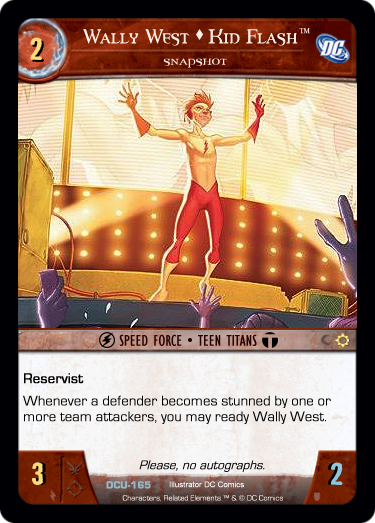 2
Wally West ♦ Kid Flash™
DC
SNAPSHOT
SPEED FORCE • TEEN TITANS T
Reservist
Whenever a defender becomes stunned by one or
more team attackers, you may ready Wally West.
Please, no autographs.
3
DCU-165
Illustrator DC Comics
2
Characters, Related Elements ™ & © DC Comics